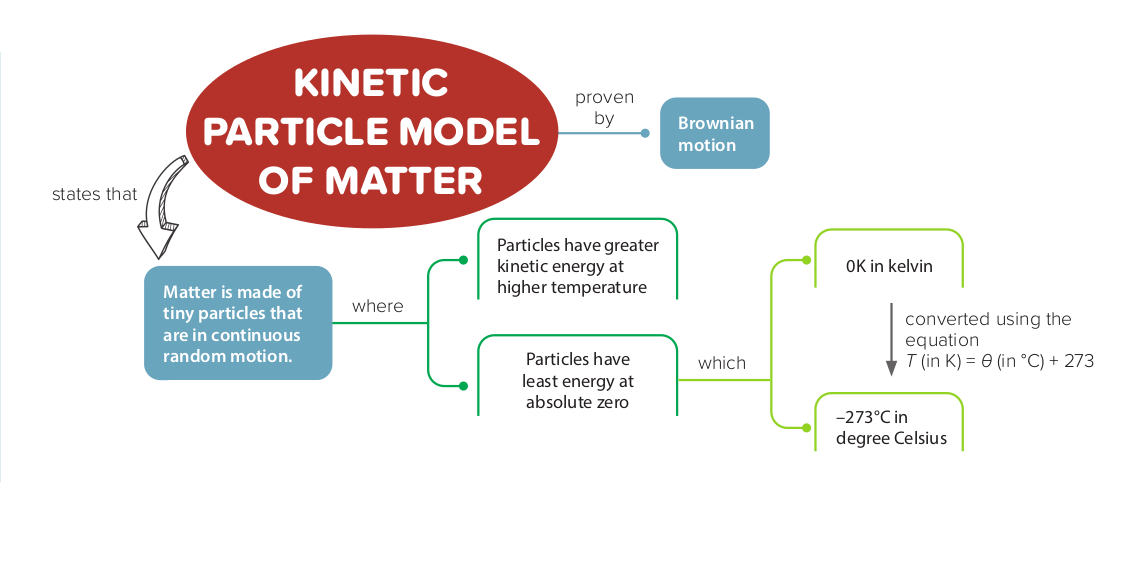 KINETIC
PARTICLE MODEL
OF MATTER
proven
by
Brownian
motion
states that
Matter is made of
tiny particles that
are in continuous
random motion.
where
Particles have greater
kinetic energy at
higher temperature
Particles have
least energy at
absolute zero
which
0K in kelvin
converted using the
equation
T (in K) = θ (in °C) + 273
–273°C in
degree Celsius